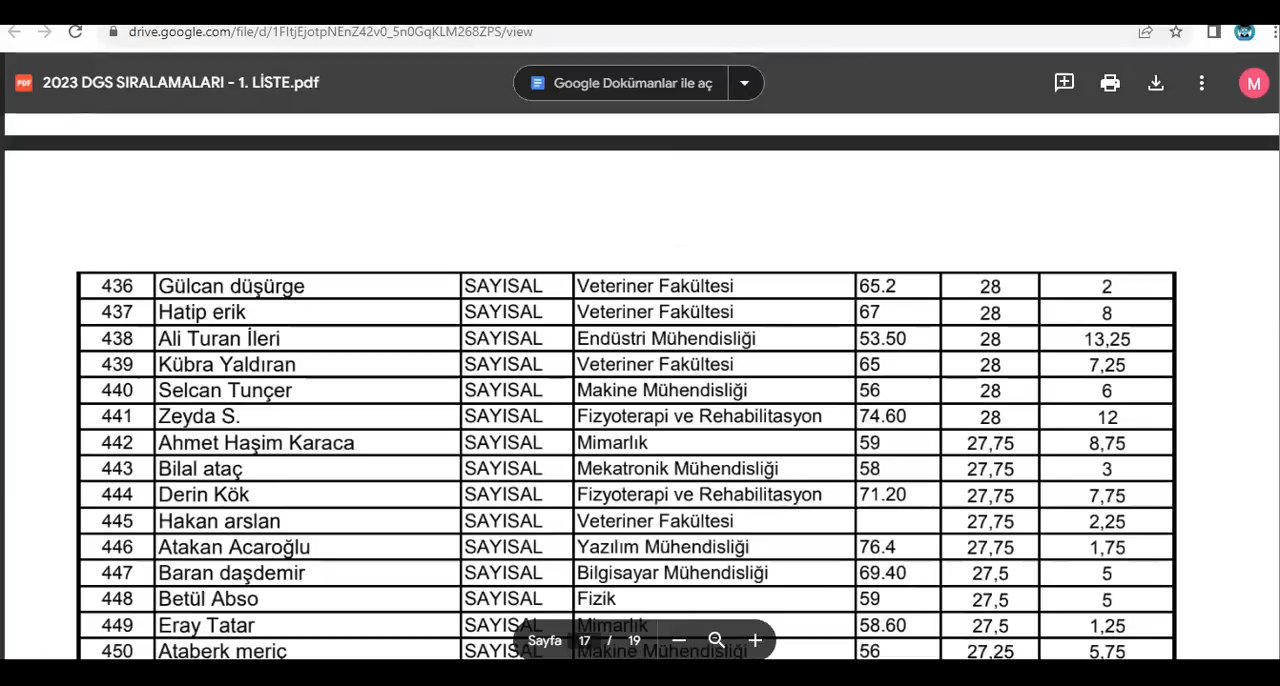 drive.google.com/file/d/1FItjEjotpNEnZ42v0_5n0GqKLM268ZPS/view
PDF 2023 DGS SIRALAMALARI - 1. LİSTE.pdf Google Dokümanlar ile aç M
436 Gülcan düşürge SAYISAL Veteriner Fakültesi 65.2 28 2
437 Hatip erik SAYISAL Veteriner Fakültesi 67 28 8
438 Ali Turan İleri SAYISAL Endüstri Mühendisliği 53.50 28 13,25
439 Kübra Yaldıran SAYISAL Veteriner Fakültesi 65 28 7,25
440 Selcan Tunçer SAYISAL Makine Mühendisliği 56 28 6
441 Zeyda S. SAYISAL Fizyoterapi ve Rehabilitasyon 74.60 28 12
442 Ahmet Haşim Karaca SAYISAL Mimarlık 59 27,75 8,75
443 Bilal ataç SAYISAL Mekatronik Mühendisliği 58 27,75 3
444 Derin Kök SAYISAL Fizyoterapi ve Rehabilitasyon 71.20 27,75 7,75
445 Hakan arslan SAYISAL Veteriner Fakültesi 27,75 2,25
446 Atakan Acaroğlu SAYISAL Yazılım Mühendisliği 76.4 27,75 1,75
447 Baran daşdemir SAYISAL Bilgisayar Mühendisliği 69.40 27,5 5
448 Betül Abso SAYISAL Fizik 59 27,5 5
449 Eray Tatar SAYISAL Mimarlık 58.60 27,5 1,25
450 Ataberk meriç SAYISAL Makine Mühendisliği 56 27,25 5,75
Sayfa 17 / 19